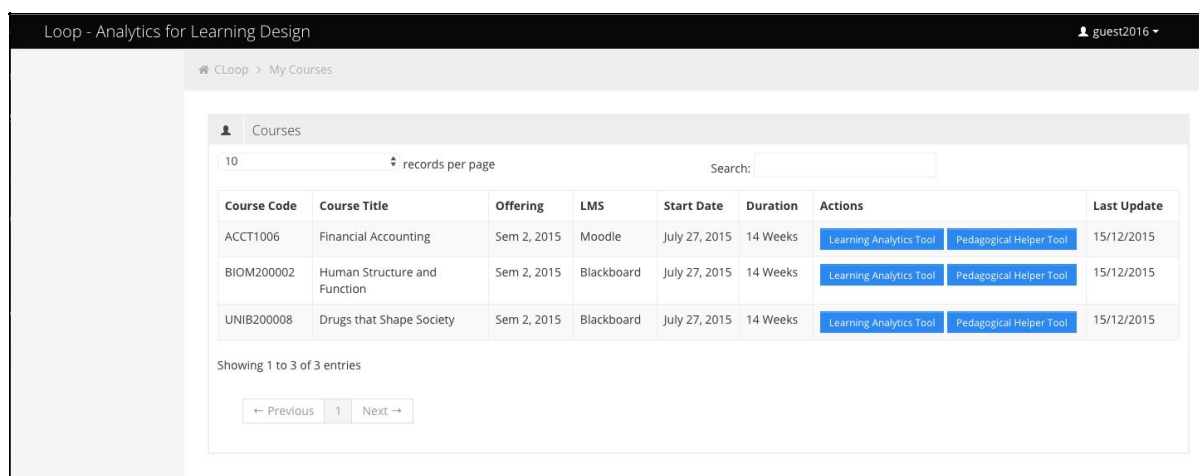 Loop - Analytics for Learning Design guest2016
CLoop > My Courses
Courses
10 records per page Search:
Course Code Course Title Offering LMS Start Date Duration Actions Last Update
ACCT1006 Financial Accounting Sem 2, 2015 Moodle July 27, 2015 14 Weeks Learning Analytics Tool Pedagogical Helper Tool 15/12/2015
BIOM200002 Human Structure and Sem 2, 2015 Blackboard July 27, 2015 14 Weeks Learning Analytics Tool Pedagogical Helper Tool 15/12/2015
Function
UNIB200008 Drugs that Shape Society Sem 2, 2015 Blackboard July 27, 2015 14 Weeks Learning Analytics Tool Pedagogical Helper Tool 15/12/2015
Showing 1 to 3 of 3 entries
← Previous 1 Next →